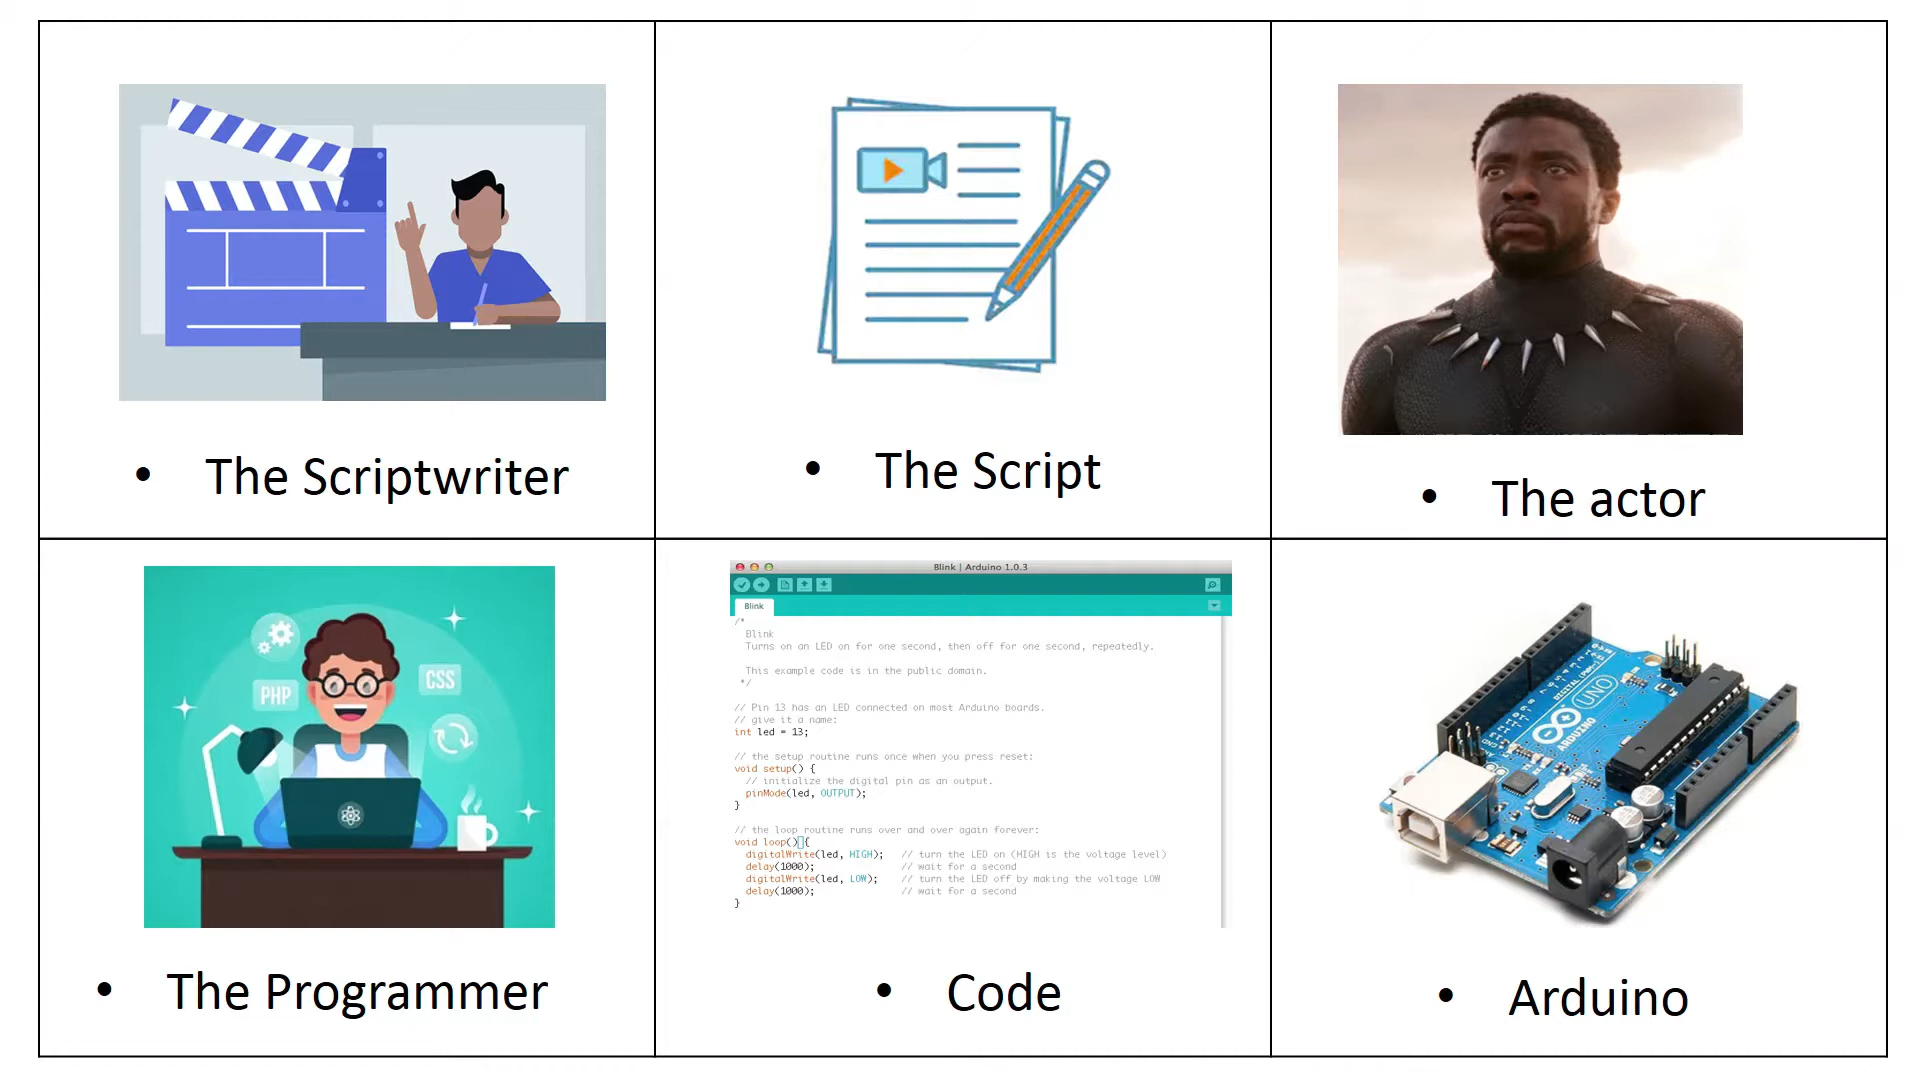 • The Scriptwriter
• The Script
• The actor
PHP
CSS
• The Programmer
Blink | Arduino 1.0.3
Blink
/*
Blink
Turns on an LED on for one second, then off for one second, repeatedly.
This example code is in the public domain.
*/
// Pin 13 has an LED connected on most Arduino boards.
// give it a name:
int led = 13;
// the setup routine runs once when you press reset:
void setup() {
// initialize the digital pin as an output.
pinMode(led, OUTPUT);
}
// the loop routine runs over and over again forever:
void loop() {
digitalWrite(led, HIGH); // turn the LED on (HIGH is the voltage level)
delay(1000); // wait for a second
digitalWrite(led, LOW); // turn the LED off by making the voltage LOW
delay(1000); // wait for a second
}
• Code
DIGITAL
UNO
ARDUINO
• Arduino